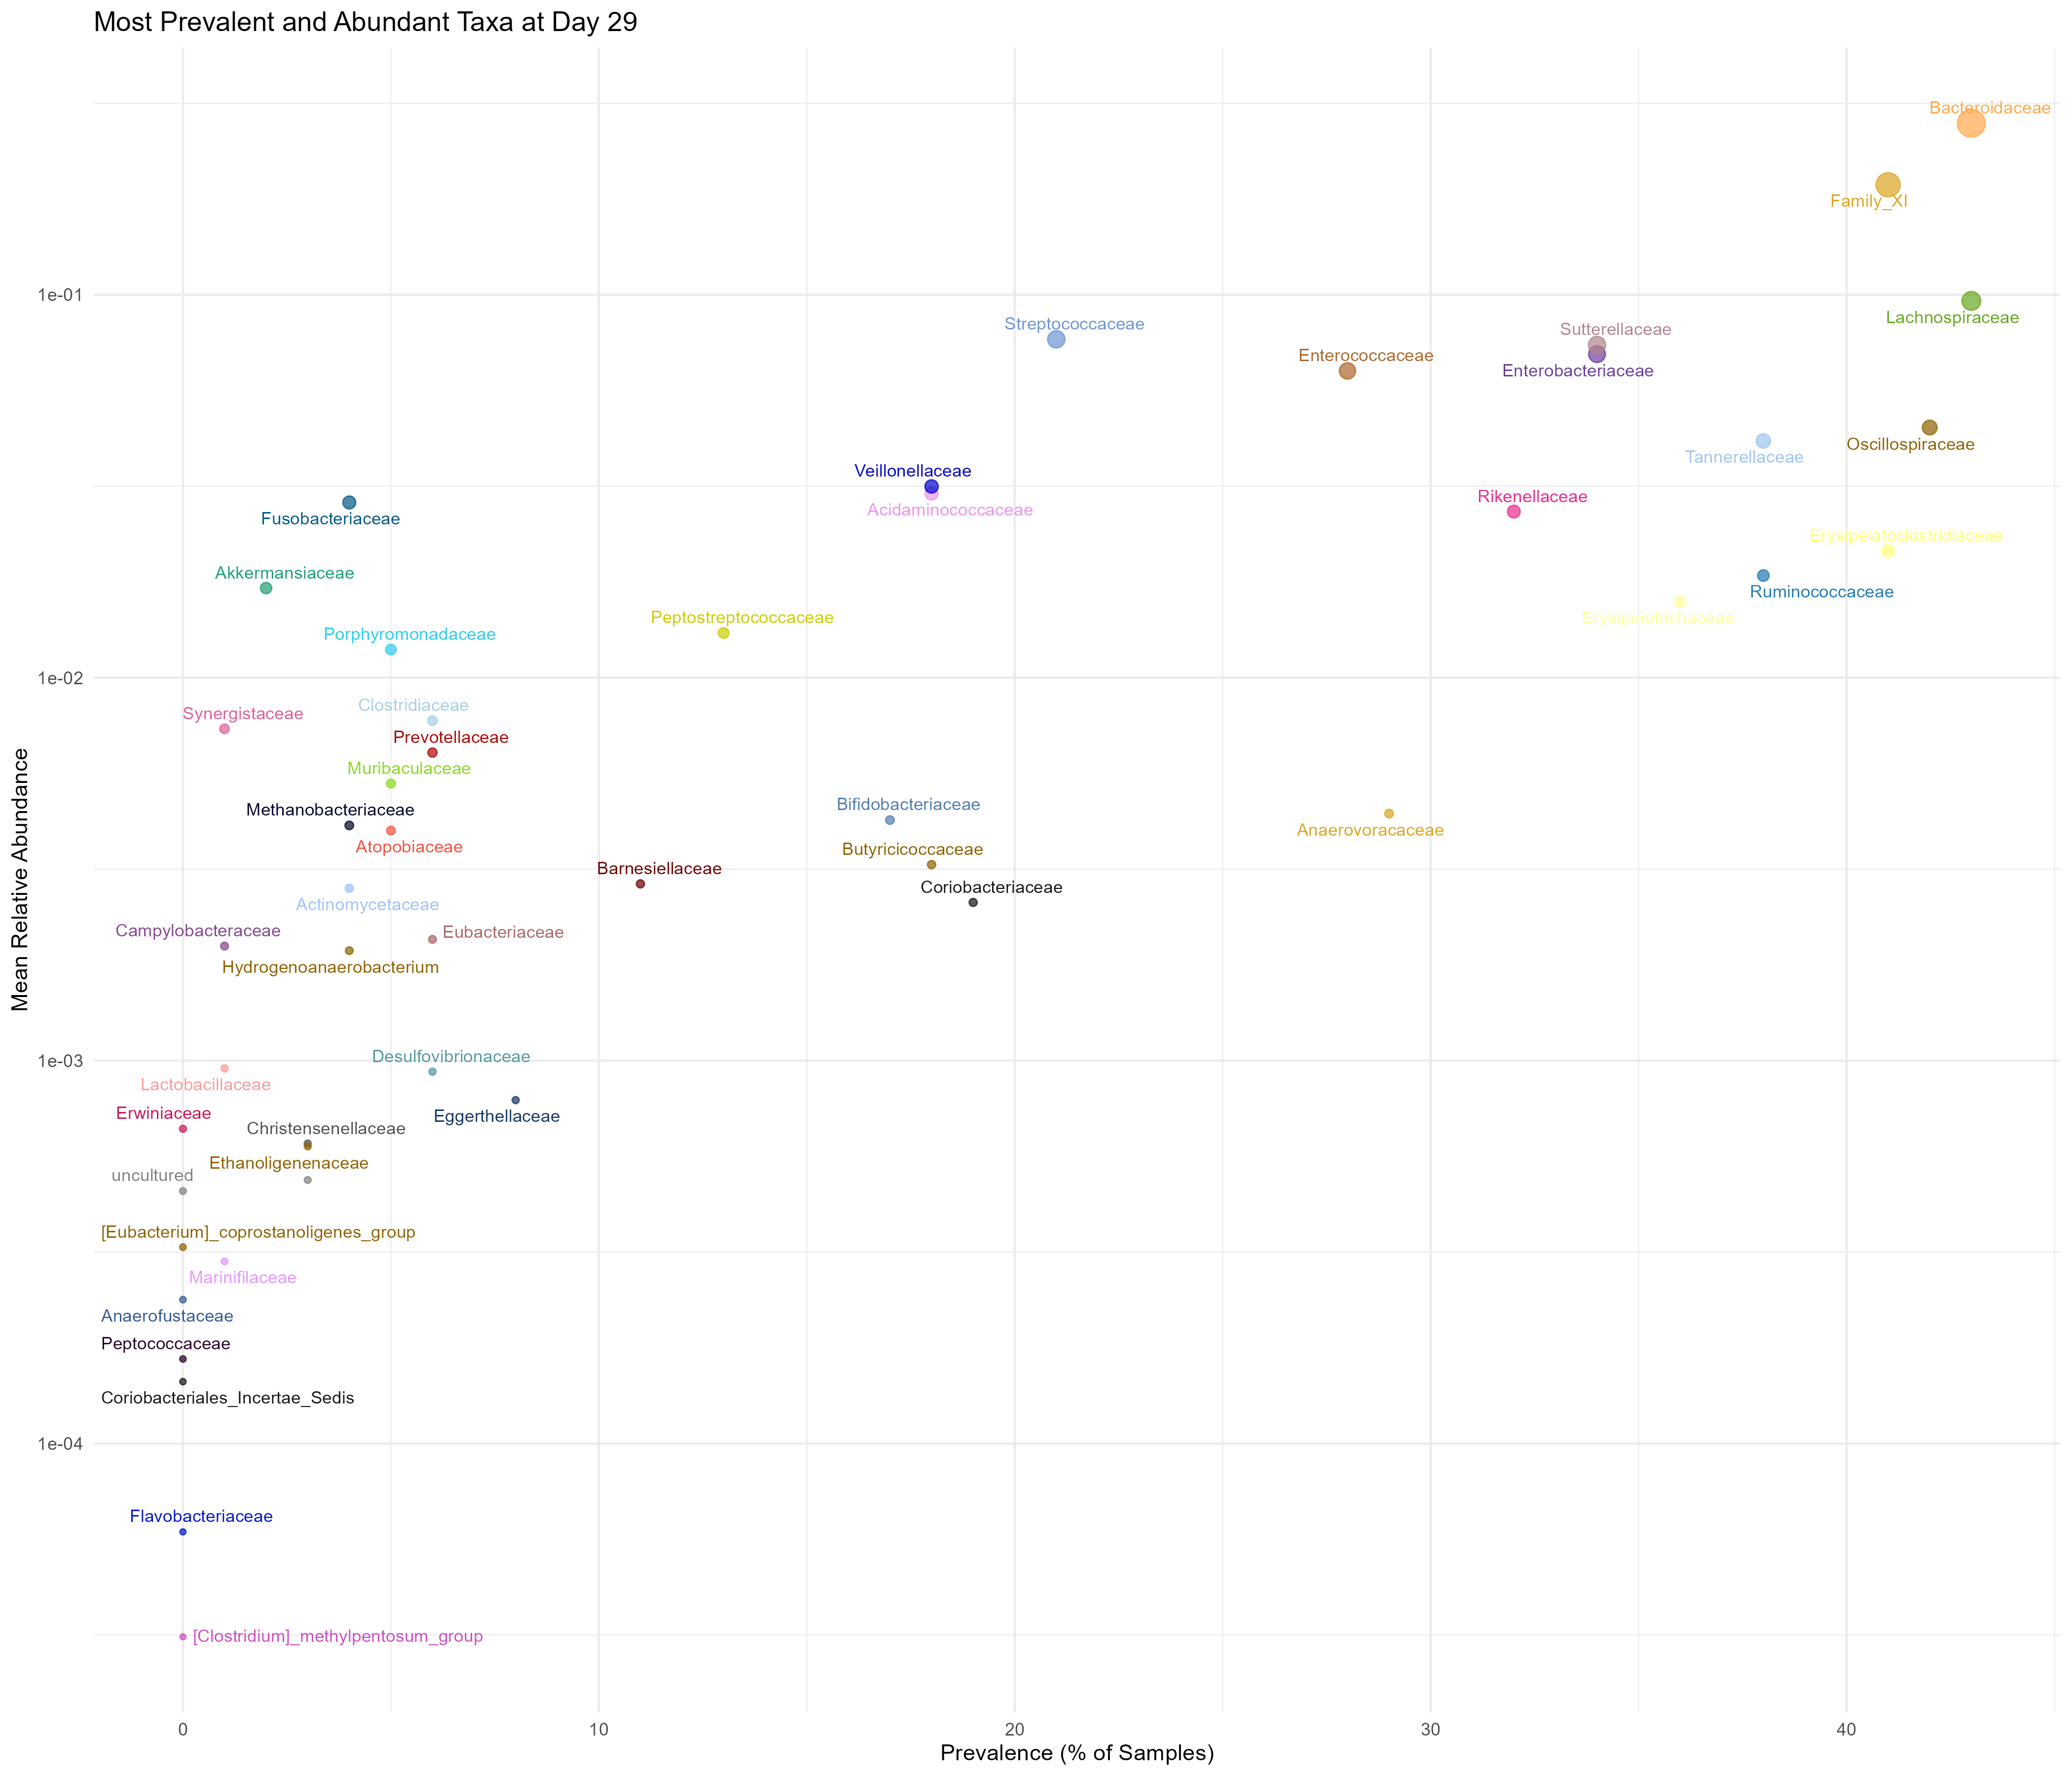 Most Prevalent and Abundant Taxa at Day 29
Bacteroidaceae
Family_XI
1e-01
Lachnospiraceae
Streptococcaceae
Sutterellaceae
Enterococcaceae
Enterobacteriaceae
Oscillospiraceae
Tannerellaceae
Veillonellaceae
Rikenellaceae
Acidaminococcaceae
Fusobacteriaceae
Erysipelatoclostridiaceae
Akkermansiaceae
Ruminococcaceae
Peptostreptococcaceae
Erysipelotrichaceae
Porphyromonadaceae
1e-02
Clostridiaceae
Synergistaceae
Prevotellaceae
Muribaculaceae
Bifidobacteriaceae
Methanobacteriaceae
Anaerovoracaceae
Atopobiaceae
Butyricicoccaceae
Barnesiellaceae
Coriobacteriaceae
Actinomycetaceae
Campylobacteraceae
Eubacteriaceae
Hydrogenoanaerobacterium
Mean Relative Abundance
Desulfovibrionaceae
1e-03
Lactobacillaceae
Erwiniaceae
Eggerthellaceae
Christensenellaceae
Ethanoligenenaceae
uncultured
[Eubacterium]_coprostanoligenes_group
Marinifilaceae
Anaerofustaceae
Peptococcaceae
Coriobacteriales_Incertae_Sedis
1e-04
Flavobacteriaceae
[Clostridium]_methylpentosum_group
0 10 20 30 40
Prevalence (% of Samples)